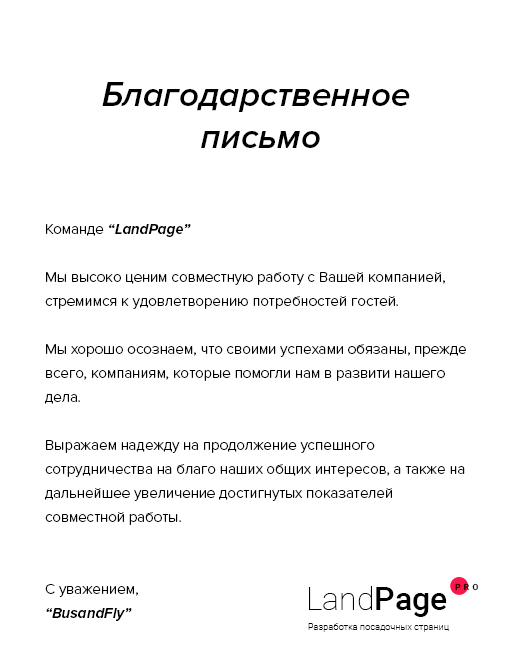 Благодарственное
письмо
Команде “LandPage”
Мы высоко ценим совместную работу с Вашей компанией,
стремимся к удовлетворению потребностей гостей.
Мы хорошо осознаем, что своими успехами обязаны, прежде
всего, компаниям, которые помогли нам в развити нашего
дела.
Выражаем надежду на продолжение успешного
сотрудничества на благо наших общих интересов, а также на
дальнейшее увеличение достигнутых показателей
совместной работы.
С уважением,
“BusandFly”
LandPage PRO
Разработка посадочных страниц